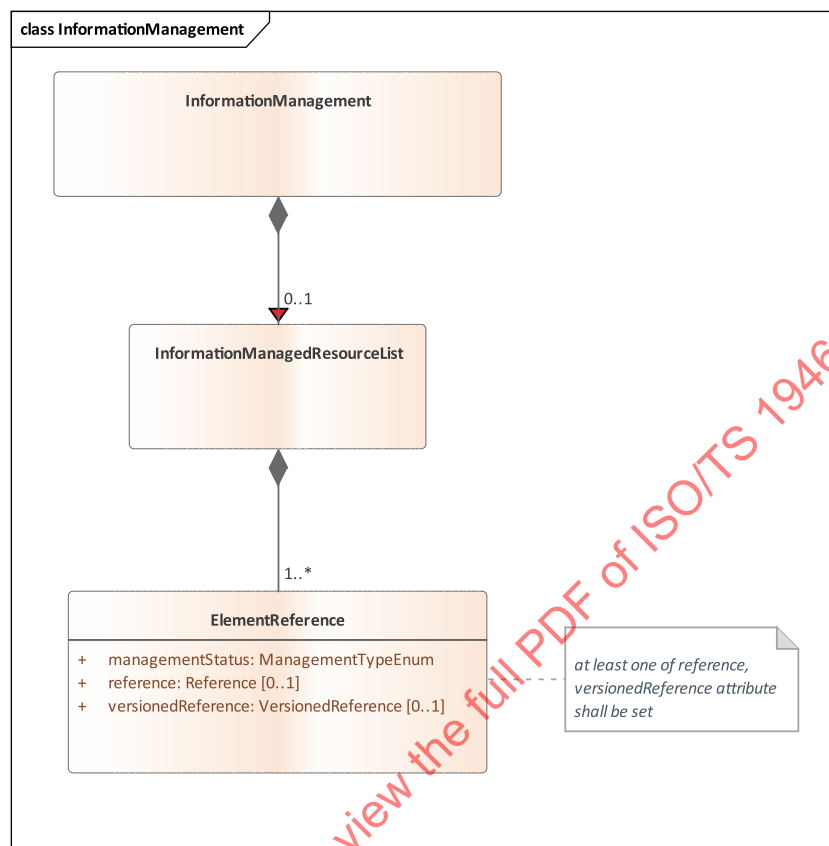 class InformationManagement
InformationManagement
0..1
InformationManagedResourceList
1..*
ElementReference
+ managementStatus: ManagementTypeEnum
+ reference: Reference [0..1]
+ versionedReference: VersionedReference [0..1]
at least one of reference,
versionedReference attribute
shall be set
view the full PDF of ISO/TS 1946